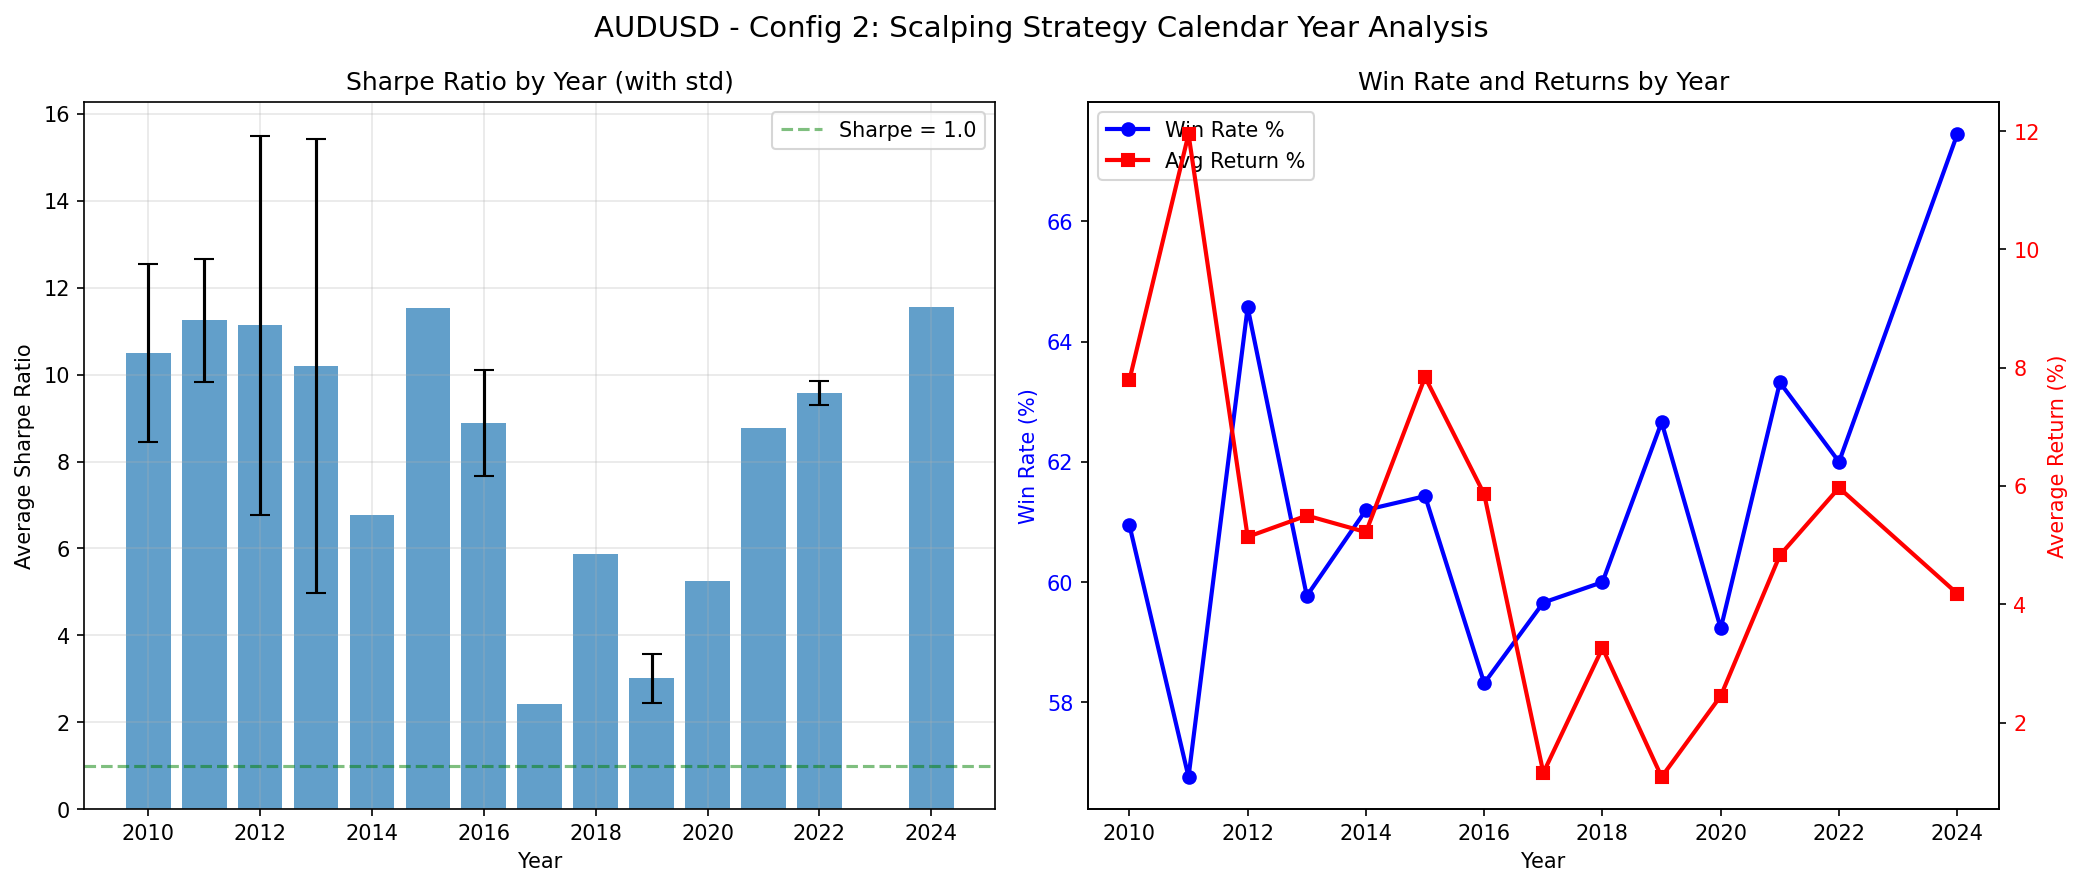 AUDUSD - Config 2: Scalping Strategy Calendar Year Analysis
Sharpe Ratio by Year (with std)
Sharpe = 1.0
Average Sharpe Ratio
16
14
12
10
8
6
4
2
0
2010 2012 2014 2016 2018 2020 2022 2024
Year
Win Rate and Returns by Year
Win Rate %
Avg Return %
Win Rate (%)
66
64
62
60
58
12
10
8
6
4
2
Average Return (%)
2010 2012 2014 2016 2018 2020 2022 2024
Year